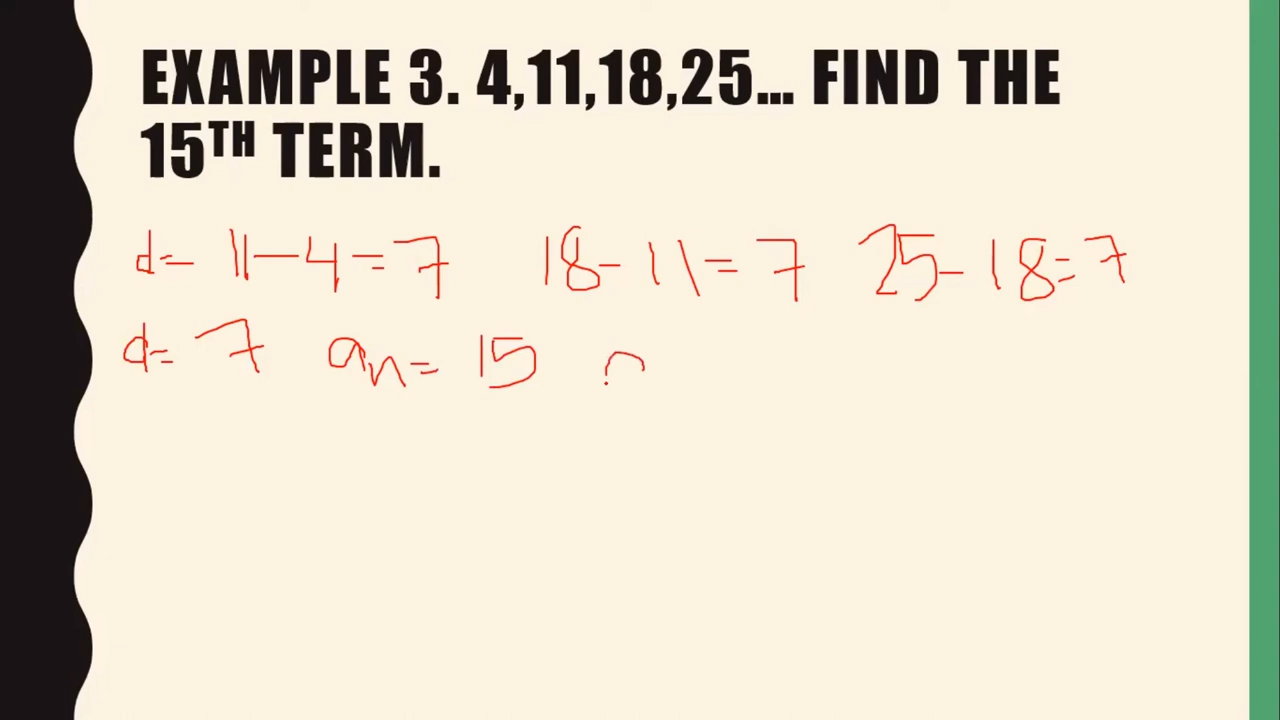 EXAMPLE 3. 4,11,18,25... FIND THE
15TH TERM.
d= 11-4=7 18-11=7 25-18=7
d= 7 an= 15